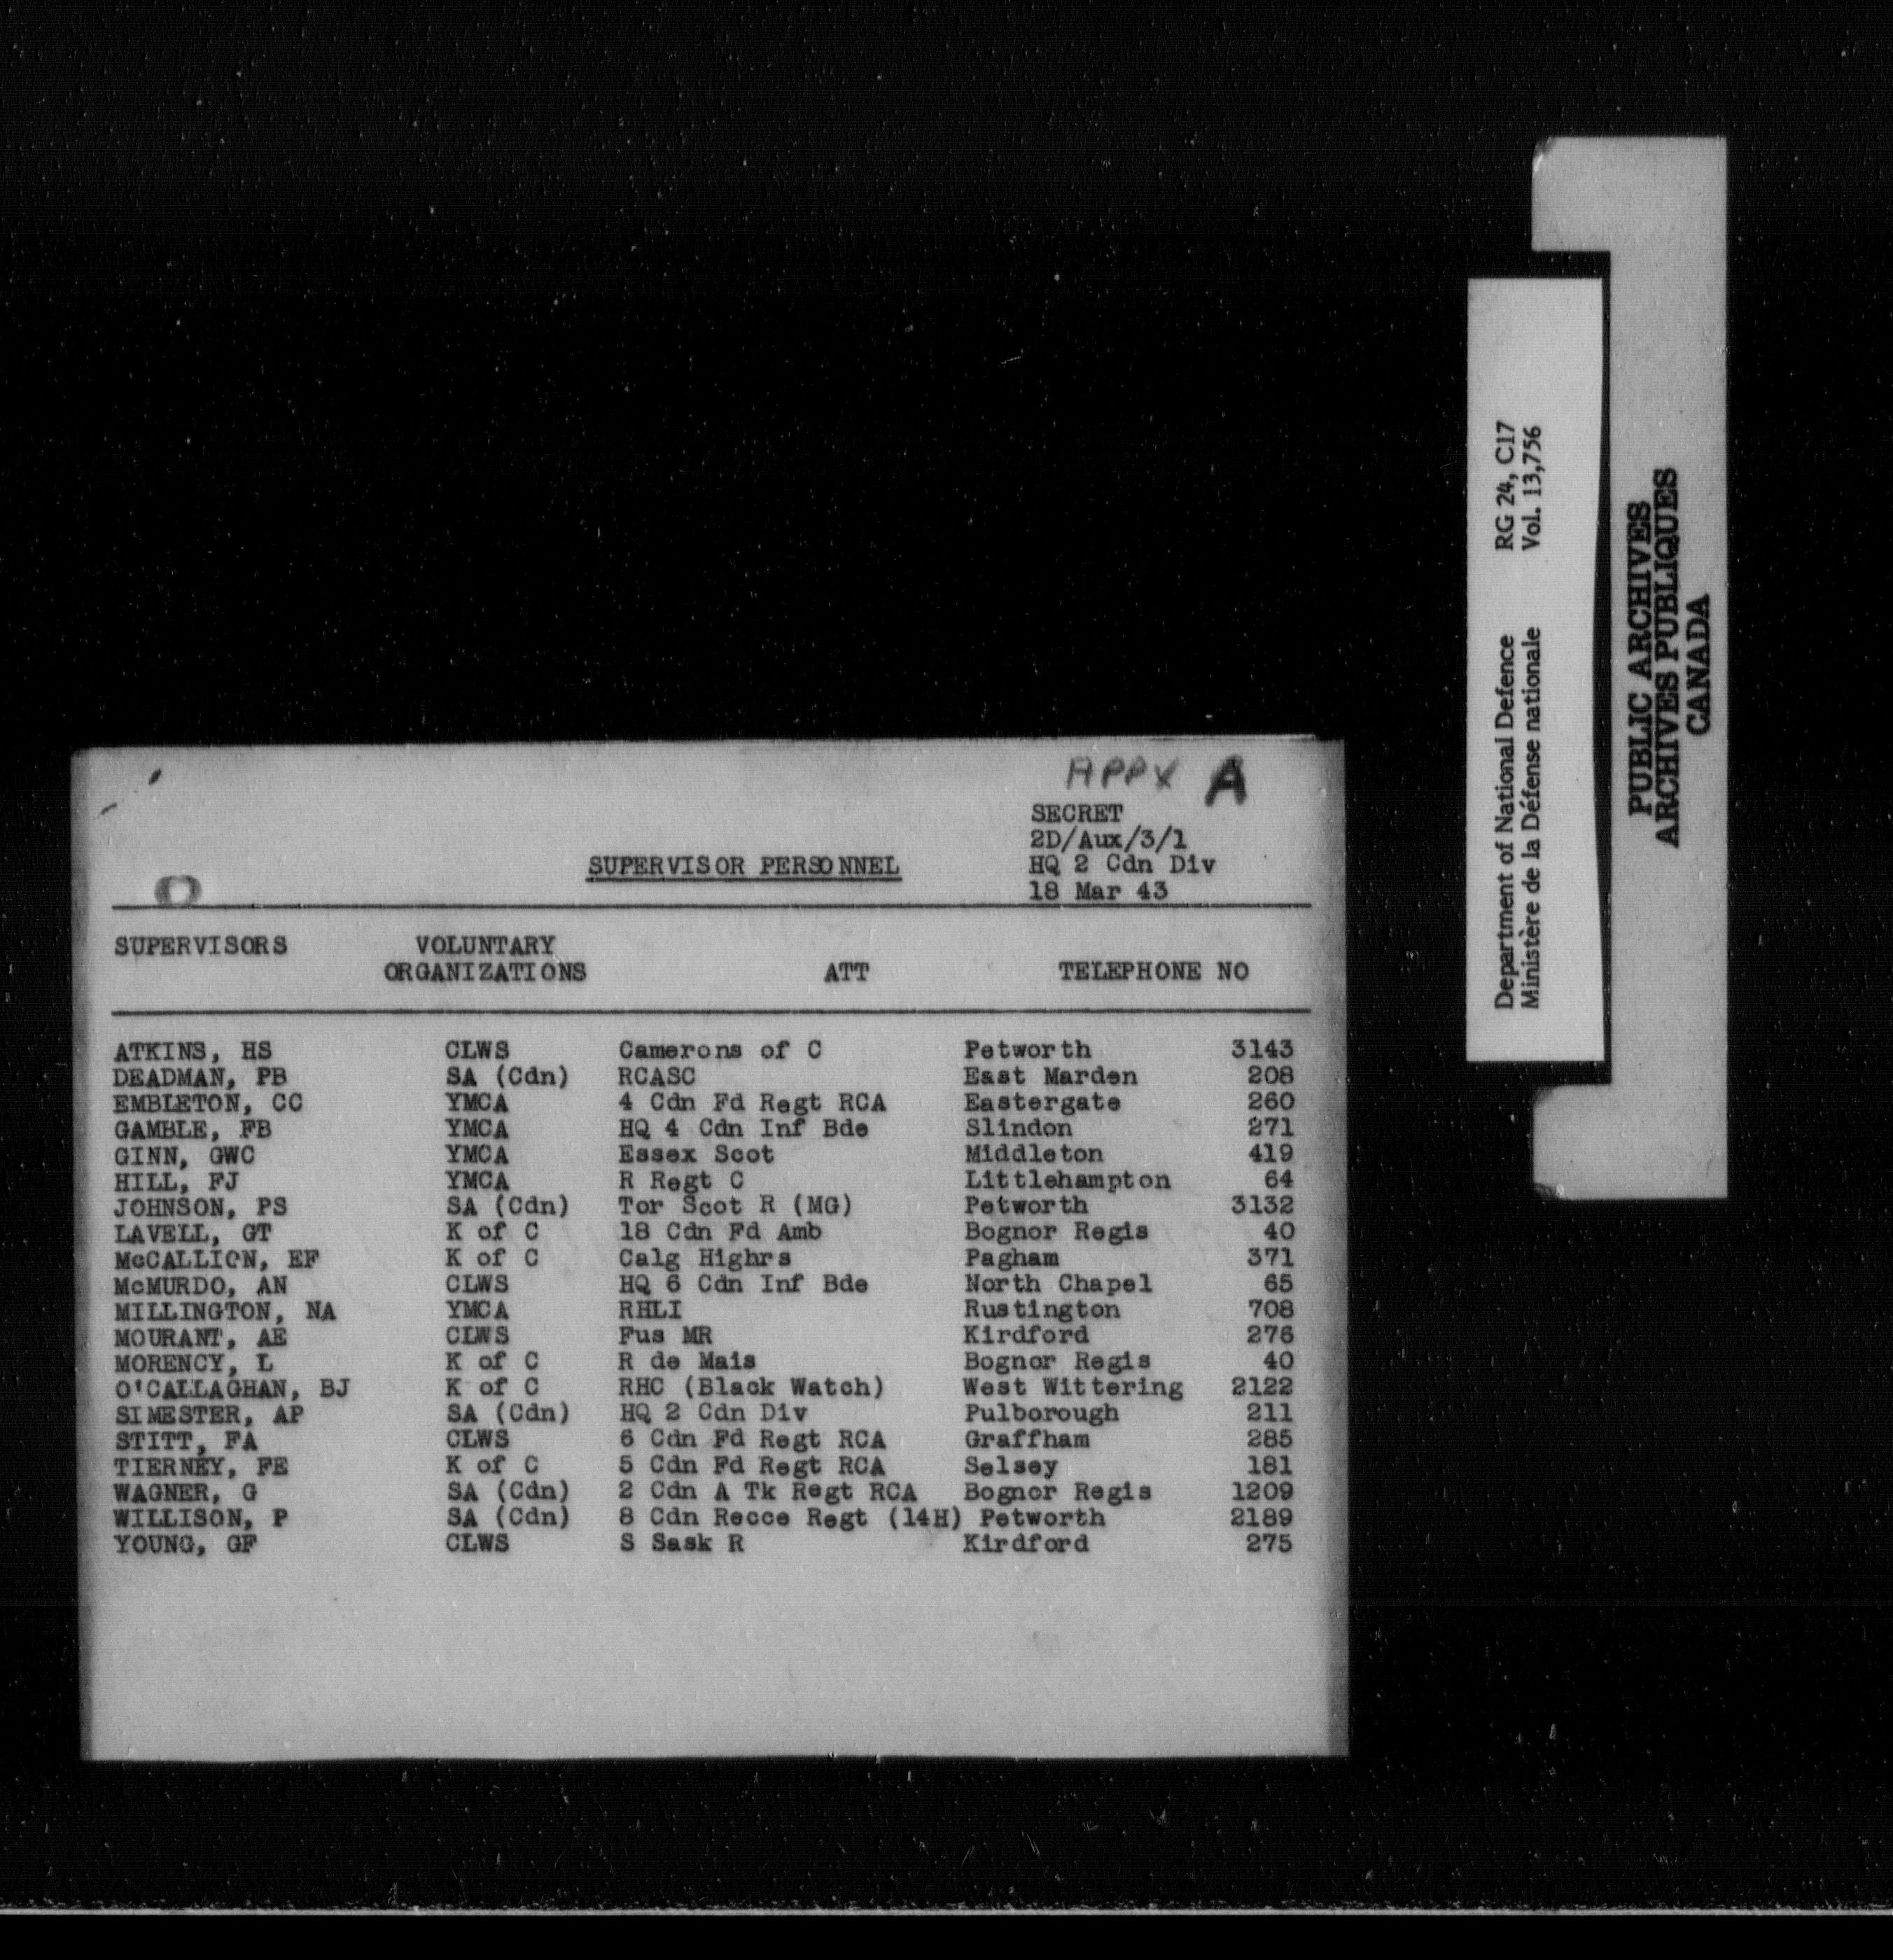 APPX A
SECRET
2D/Aux/3/1
SUPERVISOR PERSONNEL HQ 2 Cdn Div
18 Mar 43
SUPERVISORS VOLUNTARY
ORGANIZATIONS ATT TELEPHONE NO
ATKINS, HS CLWS Camerons of C Petworth 3143
DEADMAN, PB SA (Cdn) RCASC East Marden 208
EMBLETON, CC YMCA 4 Cdn Fd Regt RCA Eastergate 260
GAMBLE, FB YMCA HQ 4 Cdn Inf Bde Slindon 271
GINN, GWC YMCA Essex Scot Middleton 419
HILL, FJ YMCA R Regt C Littlehampton 64
JOHNSON, PS SA (Cdn) Tor Scot R (MG) Petworth 3132
LAVELL, GT K of C 18 Cdn Fd Amb Bognor Regis 40
McCALLION, EF K of C Calg Highrs Pagham 371
McMURDO, AN CLWS HQ 6 Cdn Inf Bde North Chapel 65
MILLINGTON, NA YMCA RHLI Rustington 708
MOURANT, AE CLWS Fus MR Kirdford 276
MORENCY, L K of C R de Mais Bognor Regis 40
O'CALLAGHAN, BJ K of C RHC (Black Watch) West Wittering 2122
SIMESTER, AP SA (Cdn) HQ 2 Cdn Div Pulborough 211
STITT, FA CLWS 6 Cdn Fd Regt RCA Graffham 285
TIERNEY, FE K of C 5 Cdn Fd Regt RCA Selsey 181
WAGNER, G SA (Cdn) 2 Cdn A Tk Regt RCA Bognor Regis 1209
WILLISON, P SA (Cdn) 8 Cdn Recce Regt (14H) Petworth 2189
YOUNG, GF CLWS S Sask R Kirdford 275
Department of National Defence RG 24, C17
Ministère de la Défense nationale Vol. 13,756
PUBLIC ARCHIVES
ARCHIVES PUBLIQUES
CANADA